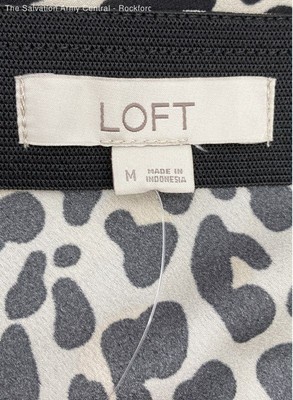 The Salvation Army Central - Rockford
LOFT
M
MADE IN
INDONESIA